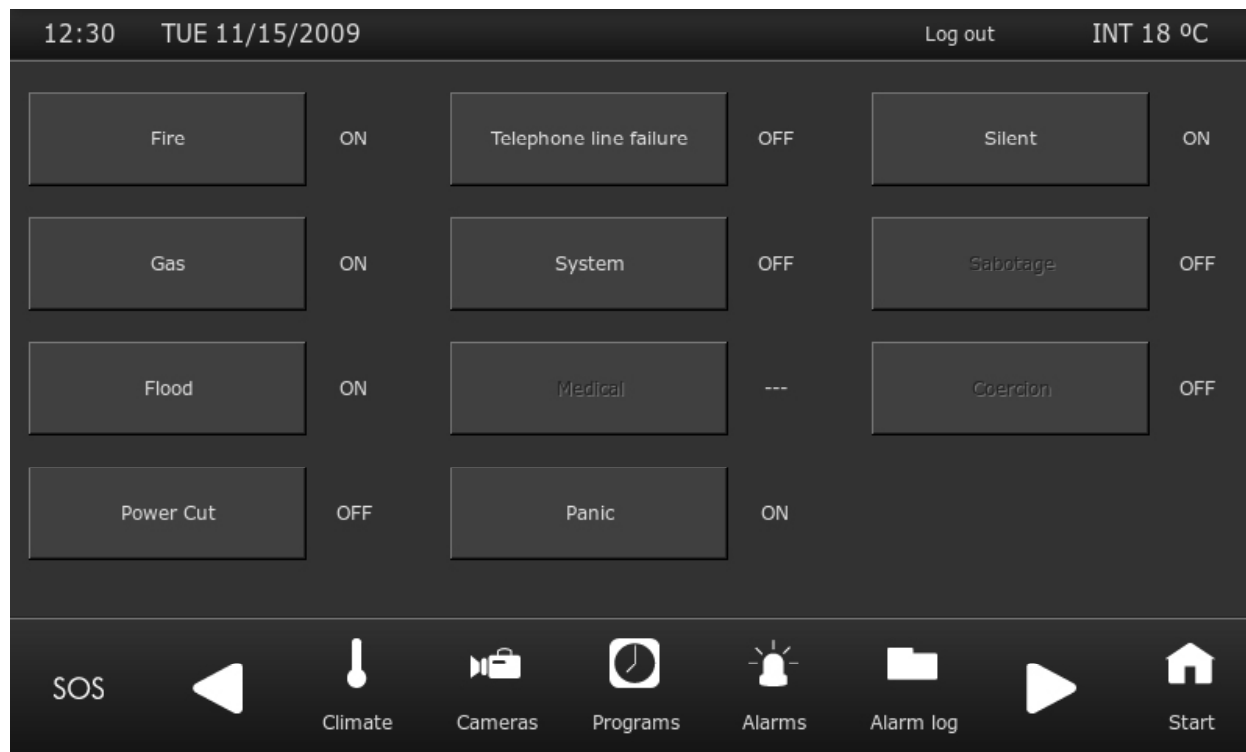 12:30 TUE 11/15/2009 Log out INT 18 ºC
Fire ON Telephone line failure OFF Silent ON
Gas ON System OFF Sabotage OFF
Flood ON Medical --- Coercion OFF
Power Cut OFF Panic ON
SOS Climate Cameras Programs Alarms Alarm log Start